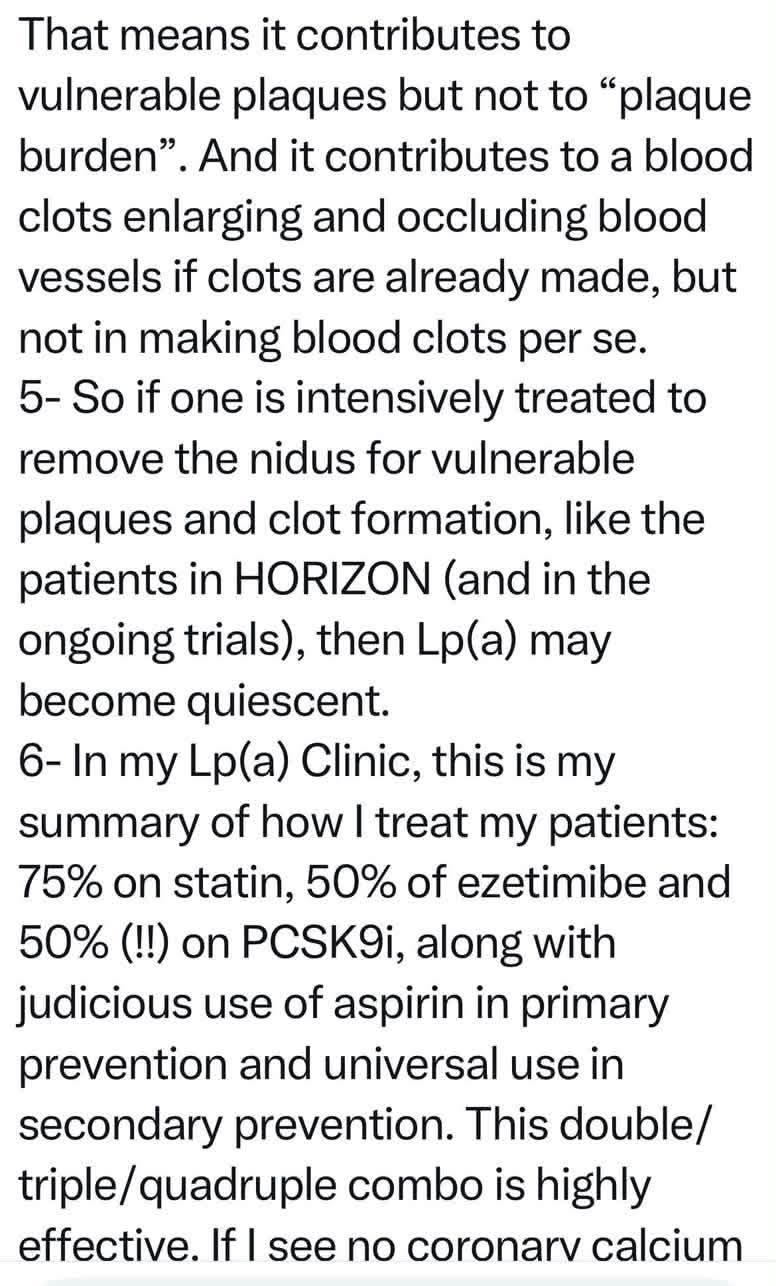 That means it contributes to
vulnerable plaques but not to “plaque
burden”. And it contributes to a blood
clots enlarging and occluding blood
vessels if clots are already made, but
not in making blood clots per se.
5- So if one is intensively treated to
remove the nidus for vulnerable
plaques and clot formation, like the
patients in HORIZON (and in the
ongoing trials), then Lp(a) may
become quiescent.
6- In my Lp(a) Clinic, this is my
summary of how I treat my patients:
75% on statin, 50% of ezetimibe and
50% (!!) on PCSK9i, along with
judicious use of aspirin in primary
prevention and universal use in
secondary prevention. This double/
triple/quadruple combo is highly
effective. If I see no coronary calcium